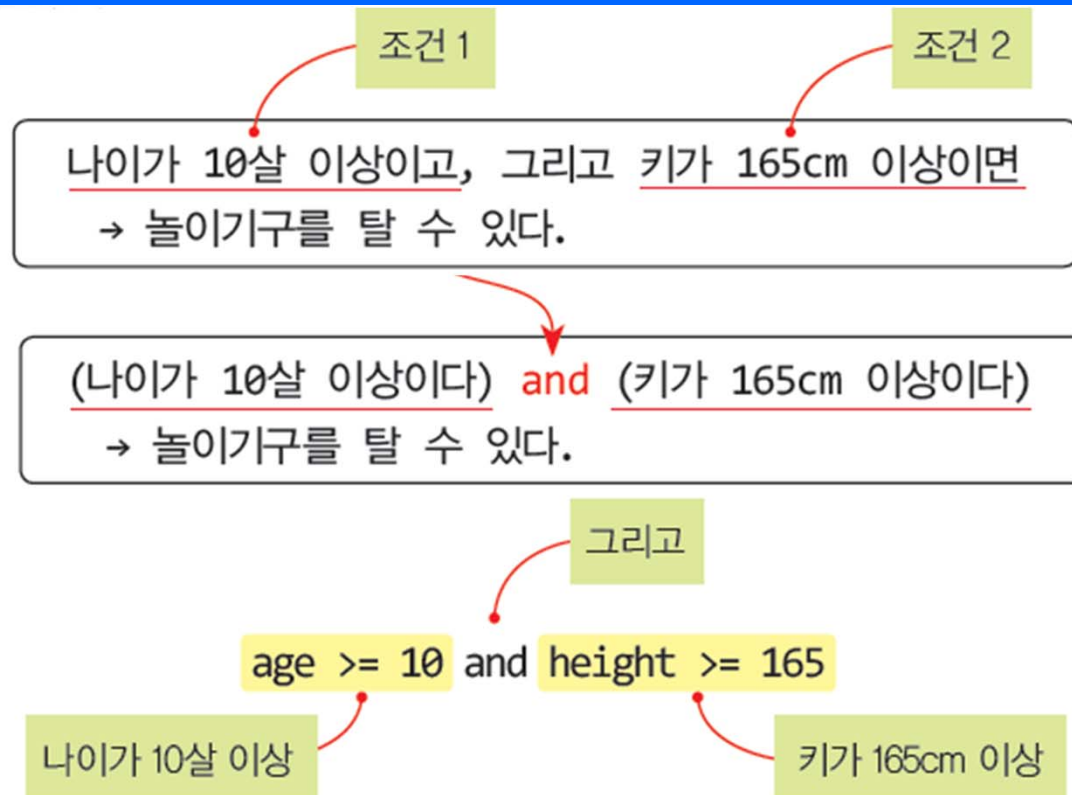 조건 1
조건 2
나이가 10살 이상이고, 그리고 키가 165cm 이상이면
→ 놀이기구를 탈 수 있다.
(나이가 10살 이상이다) and (키가 165cm 이상이다)
→ 놀이기구를 탈 수 있다.
그리고
age >= 10 and height >= 165
나이가 10살 이상
키가 165cm 이상